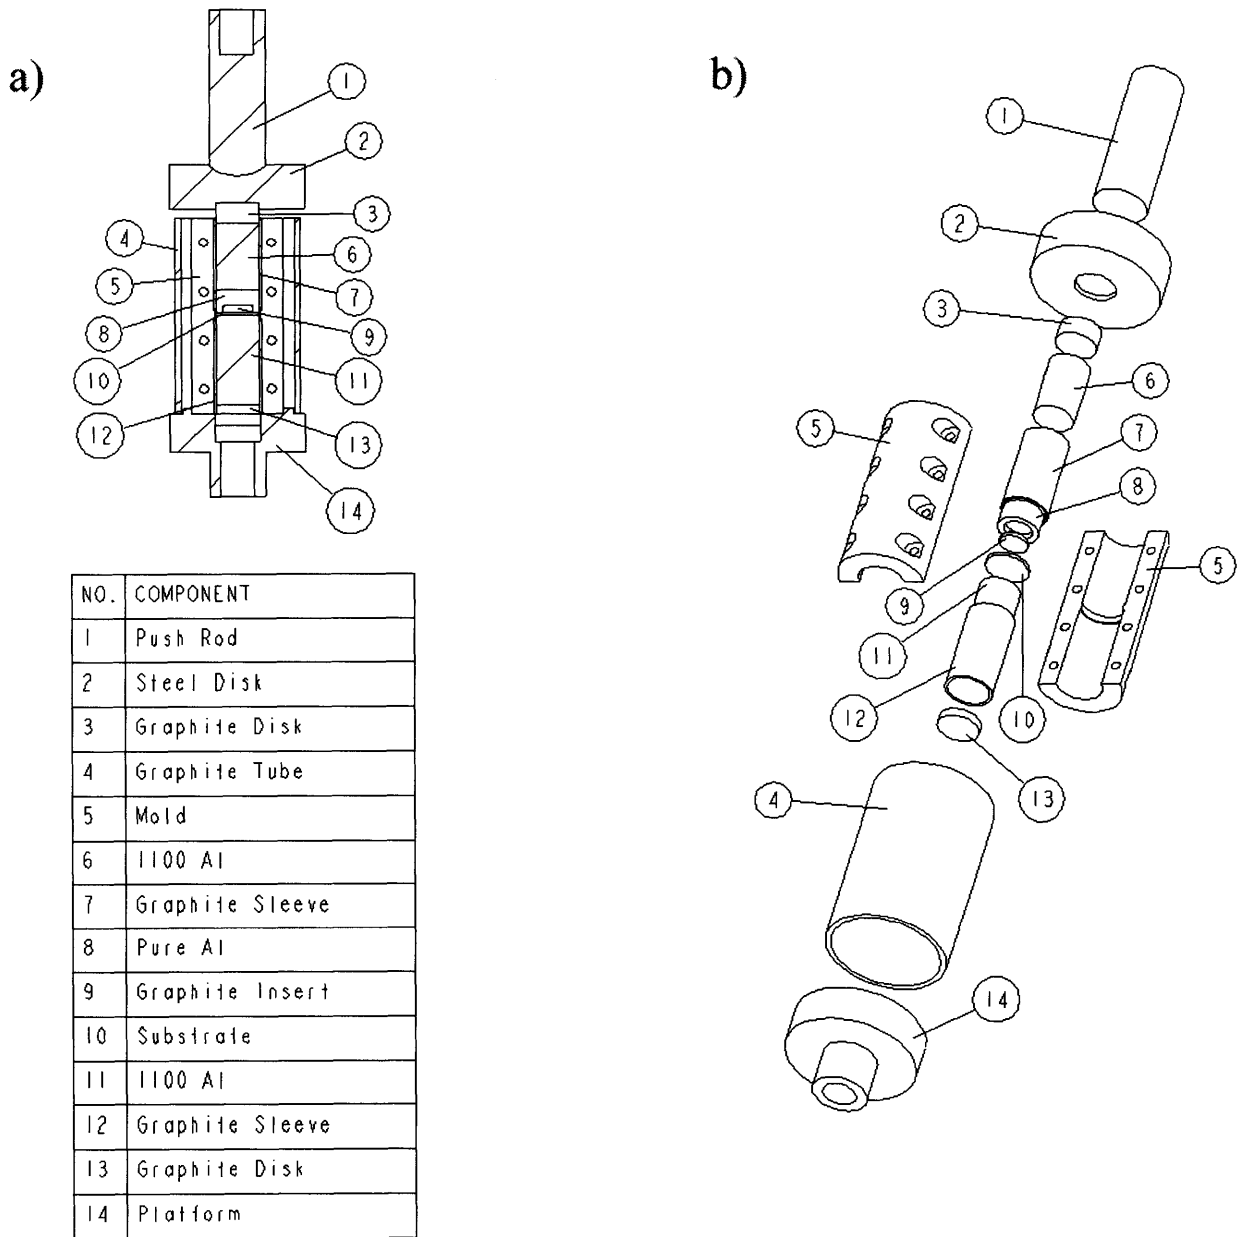 a)
1
2
3
4
6
5
7
8
9
10
11
12
13
14
b)
1
2
3
6
5
7
8
5
9
11
12
10
4
13
14
NO. COMPONENT
1 Push Rod
2 Steel Disk
3 Graphite Disk
4 Graphite Tube
5 Mold
6 1100 Al
7 Graphite Sleeve
8 Pure Al
9 Graphite Insert
10 Substrate
11 1100 Al
12 Graphite Sleeve
13 Graphite Disk
14 Platform